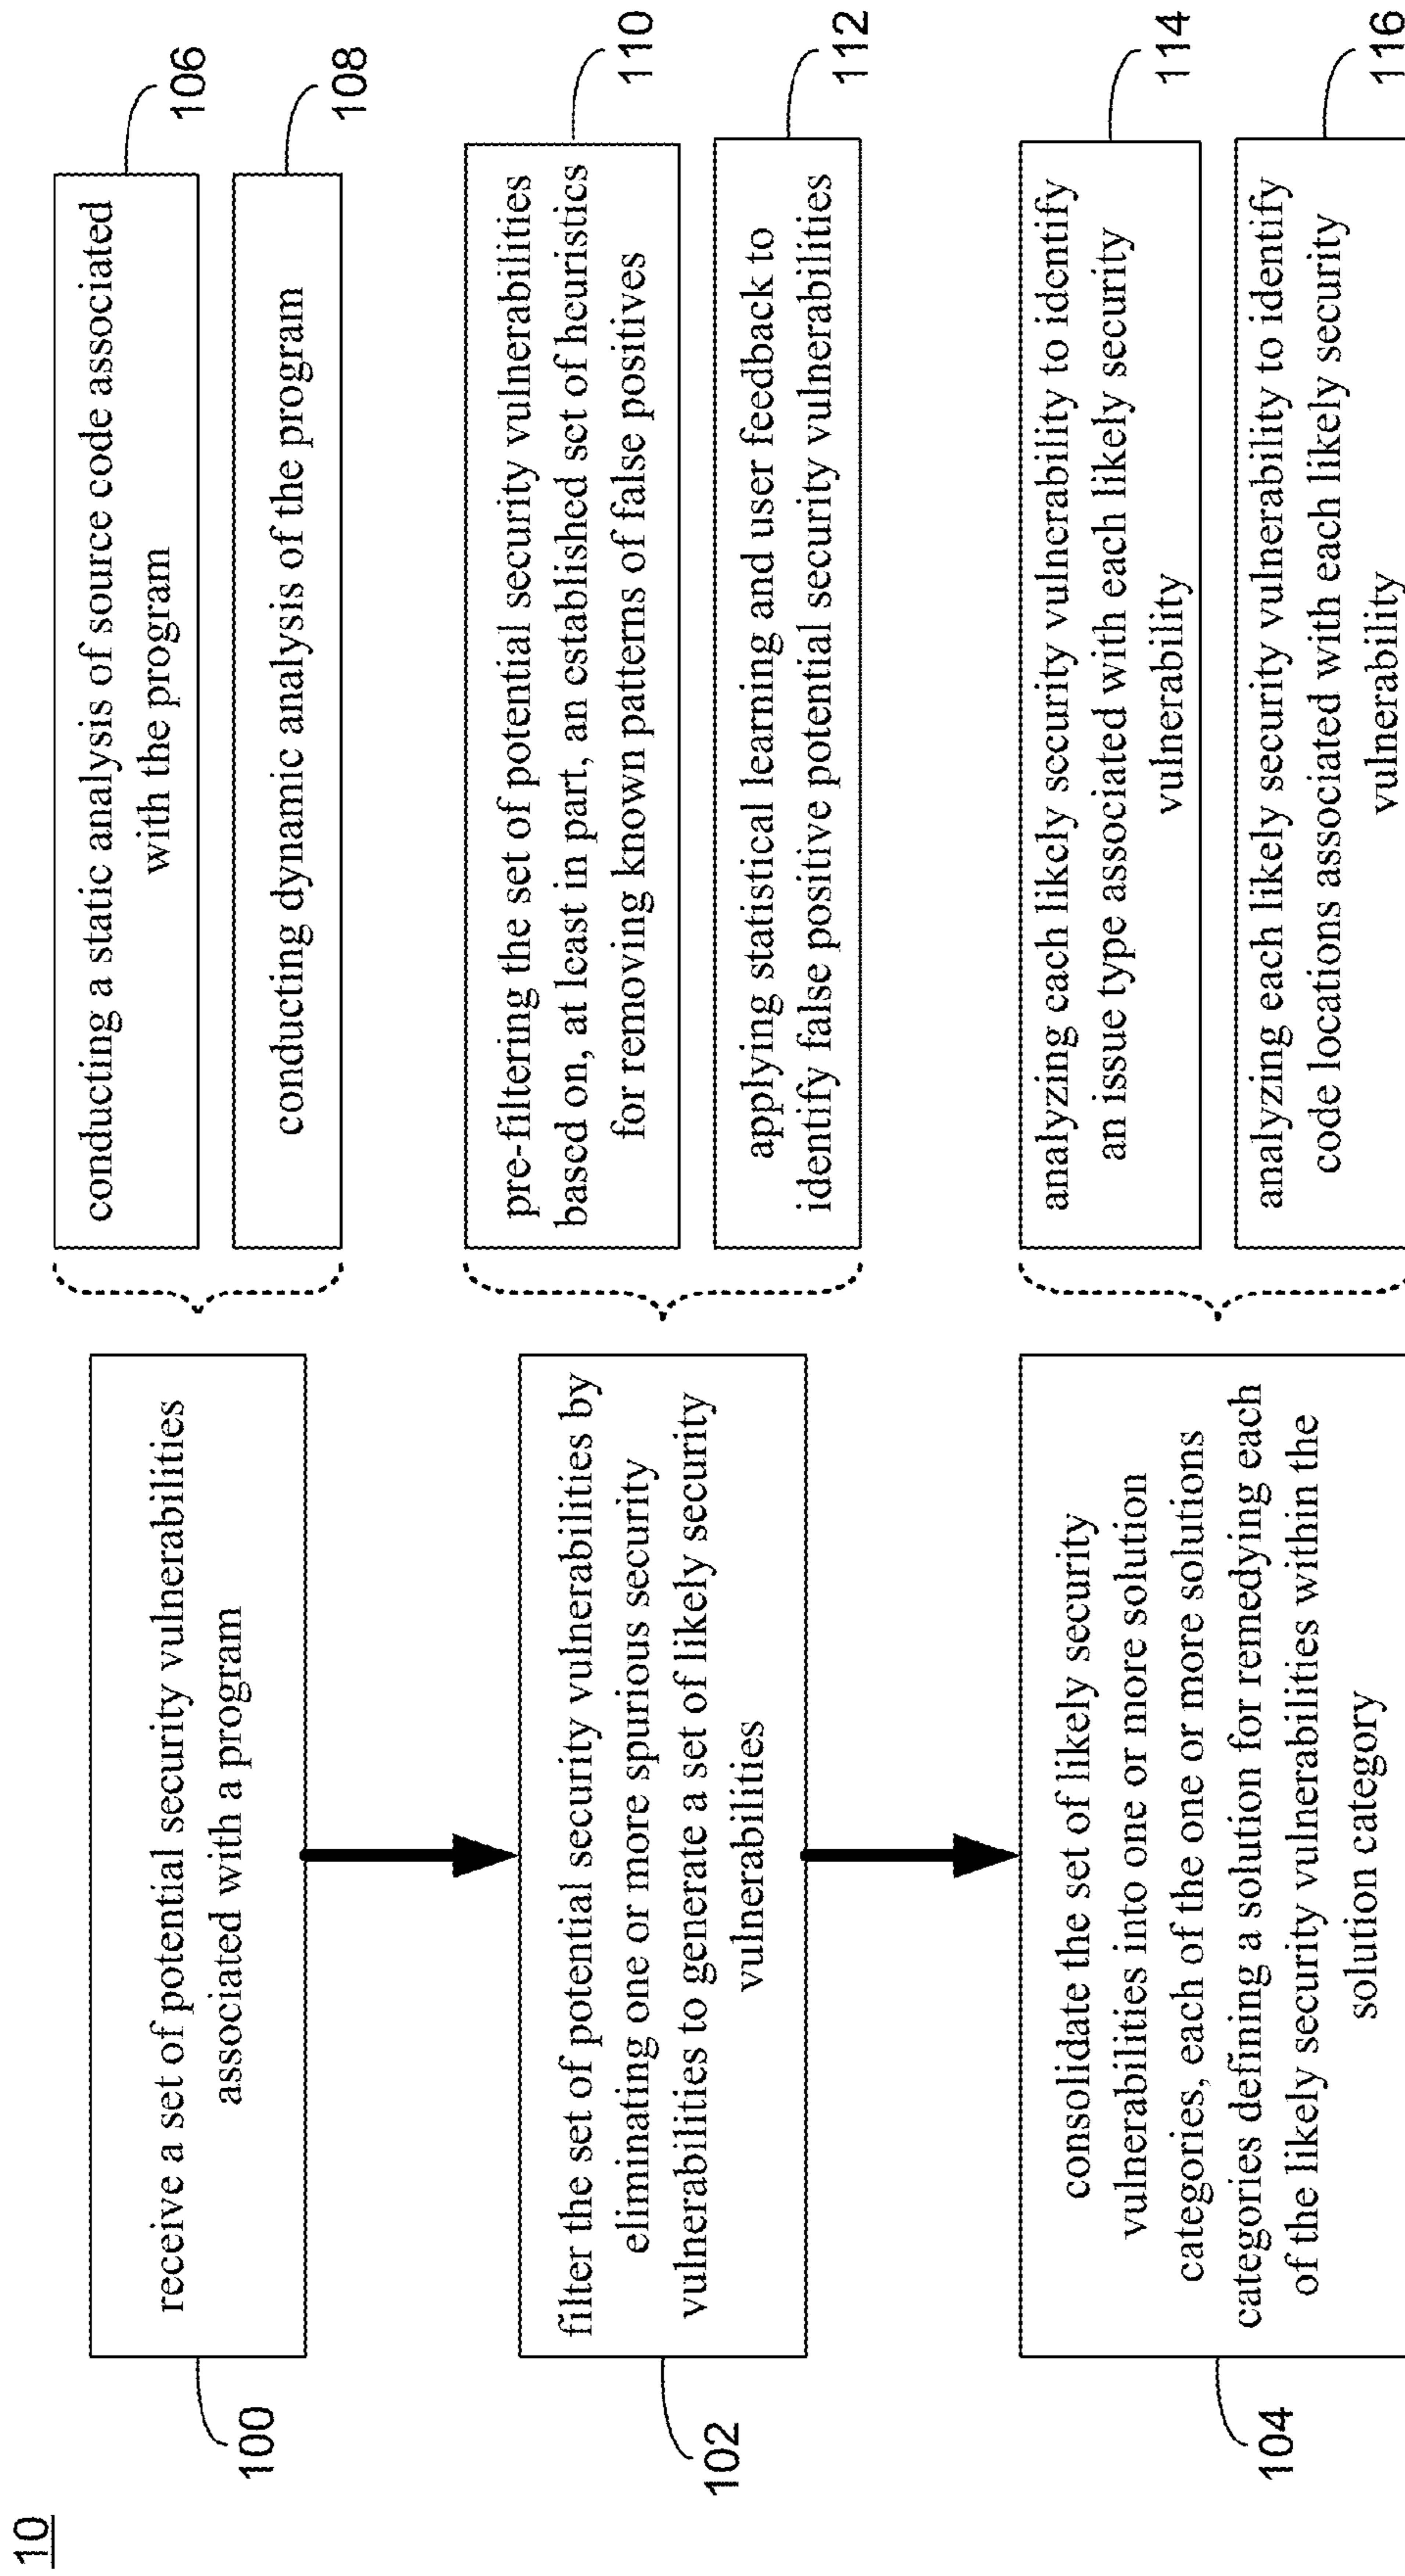 10
receive a set of potential security vulnerabilities
associated with a program
100
conducting a static analysis of source code associated
with the program
106
conducting dynamic analysis of the program
108
filter the set of potential security vulnerabilities by
eliminating one or more spurious security
vulnerabilities to generate a set of likely security
vulnerabilities
102
pre-filtering the set of potential security vulnerabilities
based on, at least in part, an established set of heuristics
for removing known patterns of false positives
110
applying statistical learning and user feedback to
identify false positive potential security vulnerabilities
112
consolidate the set of likely security
vulnerabilities into one or more solution
categories, each of the one or more solutions
categories defining a solution for remedying each
of the likely security vulnerabilities within the
solution category
104
analyzing each likely security vulnerability to identify
an issue type associated with each likely security
vulnerability
114
analyzing each likely security vulnerability to identify
code locations associated with each likely security
vulnerability
116